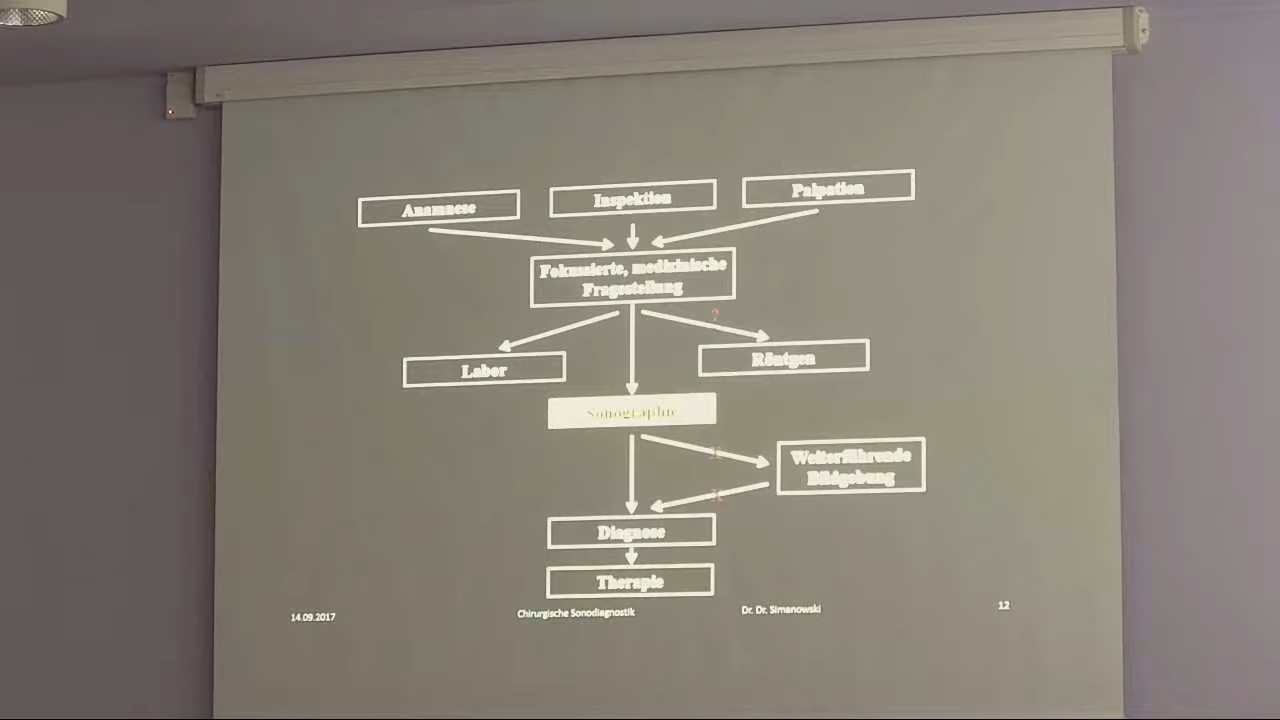 Anamnese
Inspektion
Palpation
Fokussierte, medizinische
Fragestellung
?
Labor
Röntgen
Sonographie
Weiterführende
Bildgebung
Diagnose
Therapie
14.09.2017
Chirurgische Sonodiagnostik
Dr. Dr. Simanowski
12